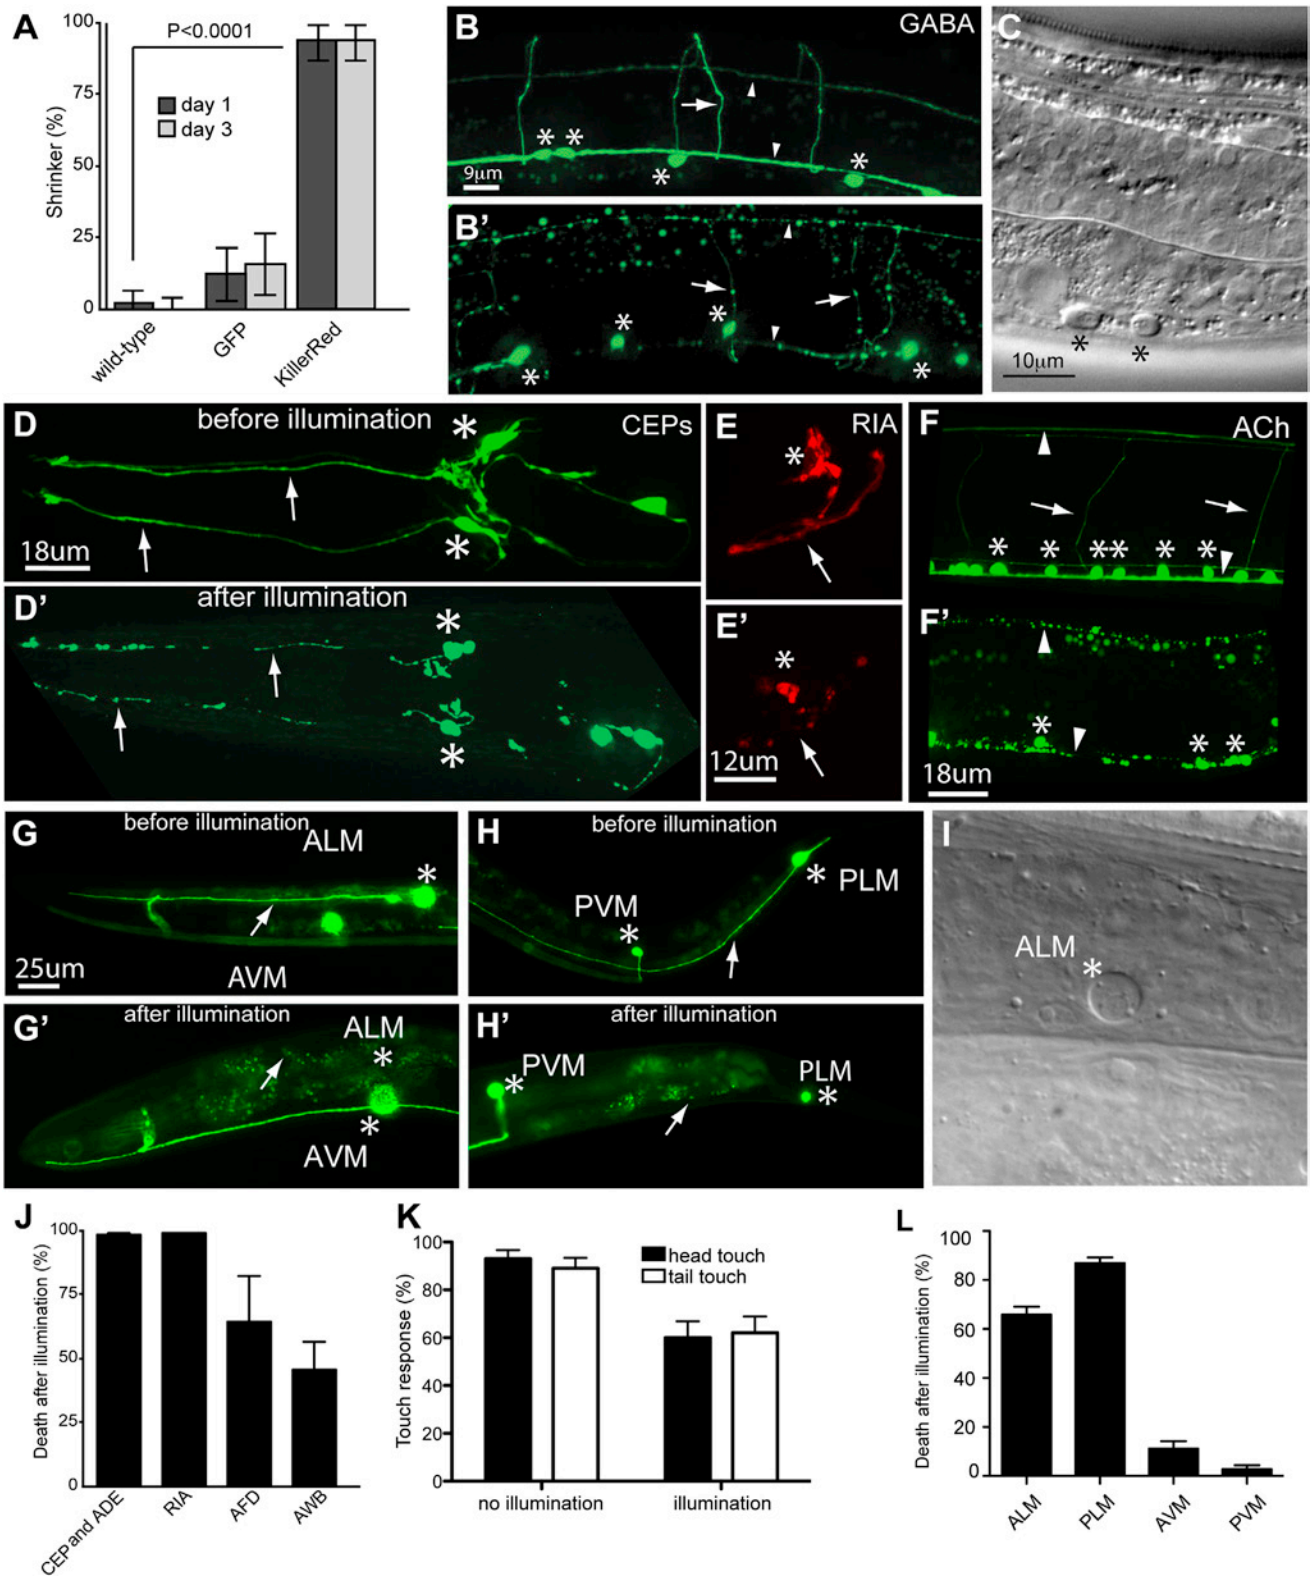 A
Shrinker (%)
100
75
50
25
0
P<0.0001
day 1
day 3
wild-type
GFP
KillerRed
B
GABA
*
*
*
*
9µm
B'
*
*
*
*
C
*
*
10µm
D
before illumination
CEPs
*
*
18um
D'
after illumination
*
*
E
RIA
*
E'
*
12um
F
ACh
* * ** * *
F'
*
* *
18um
G
before illumination
ALM
*
AVM
25um
G'
after illumination
ALM
*
*
AVM
H
before illumination
PVM
*
* PLM
H'
after illumination
PVM
*
PLM
*
I
ALM
*
J
Death after illumination (%)
100
75
50
25
0
CEP and ADE
RIA
AFD
AWB
K
Touch response (%)
100
80
60
40
20
0
head touch
tail touch
no illumination
illumination
L
Death after illumination (%)
100
80
60
40
20
0
ALM
PLM
AVM
PVM